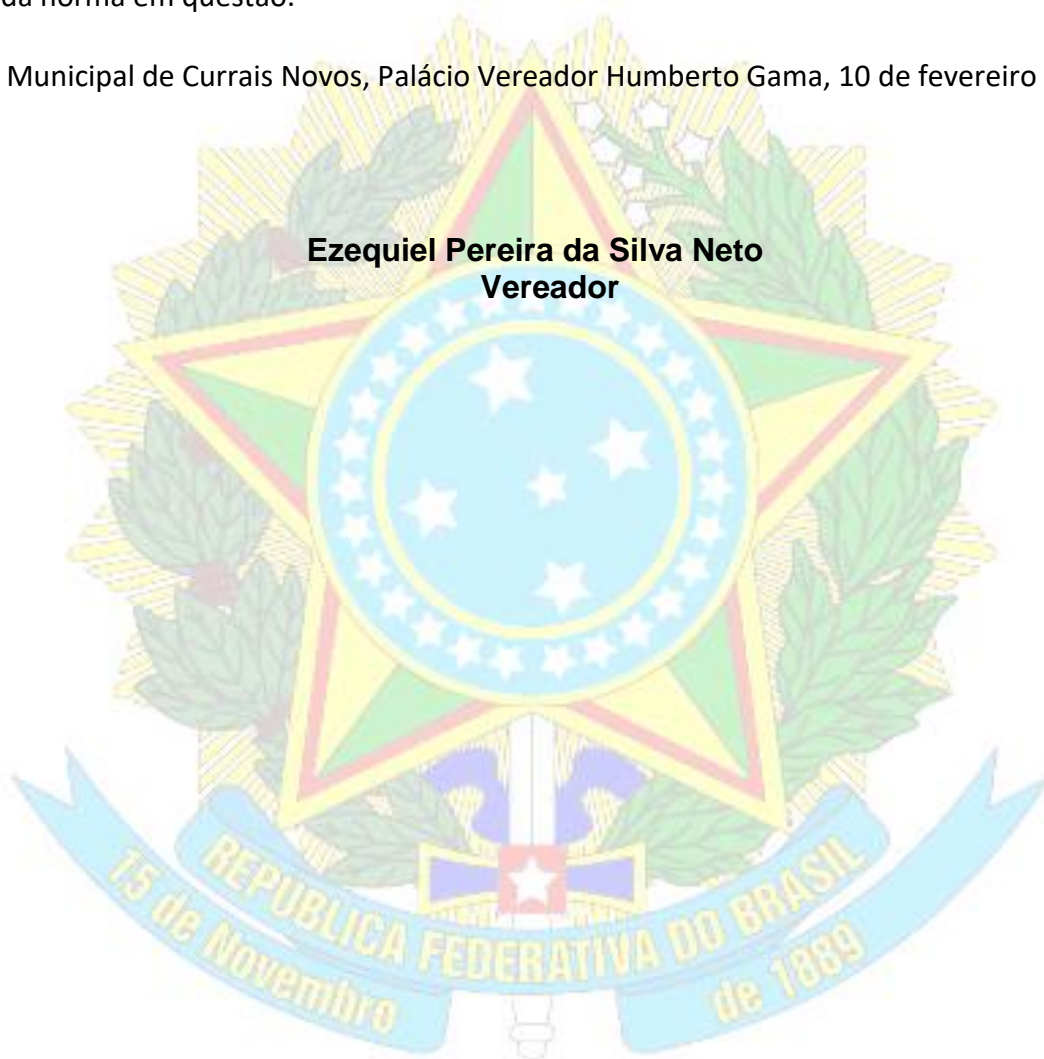 da norma em questão.
Municipal de Currais Novos, Palácio Vereador Humberto Gama, 10 de fevereiro
Ezequiel Pereira da Silva Neto
Vereador
REPUBLICA FEDERATIVA DO BRASIL
15 de Novembro de 1889